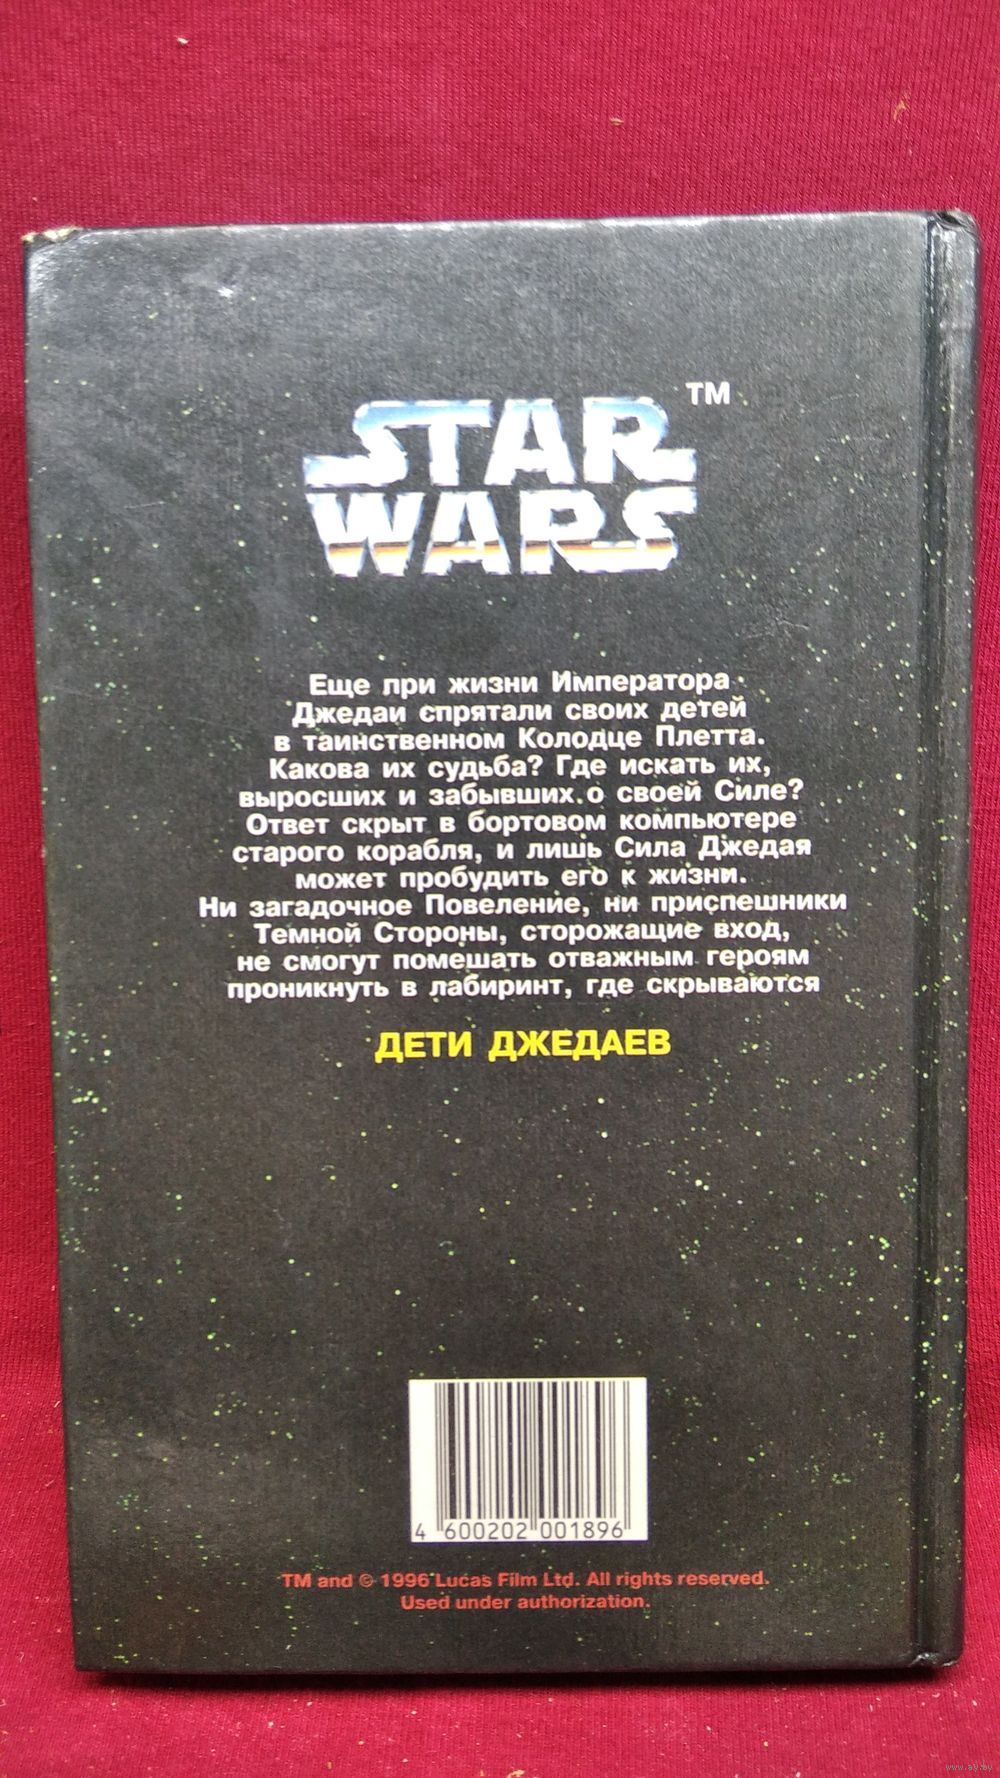 STAR TM
WARS
Еще при жизни Императора
Джедаи спрятали своих детей
в таинственном Колодце Плетта.
Какова их судьба? Где искать их,
выросших и забывших о своей Силе?
Ответ скрыт в бортовом компьютере
старого корабля, и лишь Сила Джедая
может пробудить его к жизни.
Ни загадочное Повеление, ни приспешники
Темной Стороны, сторожащие вход,
не смогут помешать отважным героям
проникнуть в лабиринт, где скрываются
ДЕТИ ДЖЕДАЕВ
4 600202 001896
TM and © 1996 Lucas Film Ltd. All rights reserved.
Used under authorization.
www.ay.by